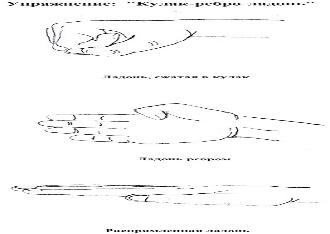 Упражнение: "Кулак-ребро ладонь."
Ладонь, сжатая в кулак
Ладонь ребром
Распрямленная ладонь